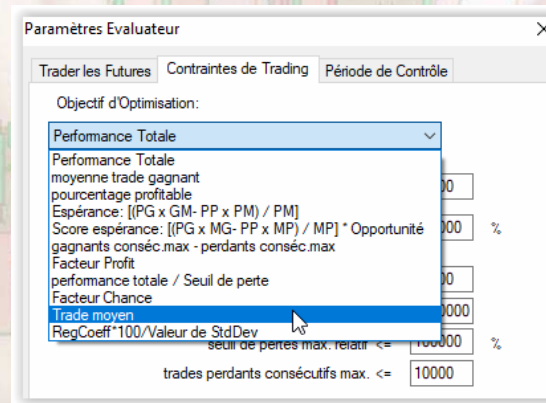 Paramètres Evaluateur
Trader les Futures Contraintes de Trading Période de Contrôle
Objectif d'Optimisation:
Performance Totale
Performance Totale
moyenne trade gagnant
pourcentage profitable
Espérance: [(PG x GM- PP x PM) / PM]
Score espérance: [(PG x MG- PP x MP) / MP] * Opportunité
%
gagnants conséc.max - perdants conséc.max
Facteur Profit
performance totale / Seuil de perte
Facteur Chance
Trade moyen
RegCoeff*100/Valeur de StdDev
seuil de pertes max. relatif <= %
trades perdants consécutifs max. <= 10000